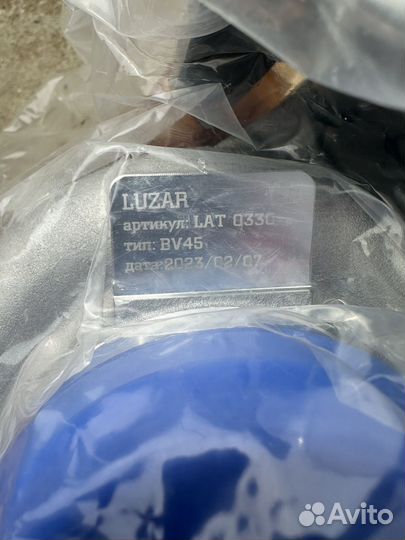 LUZAR
артикул: LAT 0330
тип: BV45
дата:2023/02/07
Avito